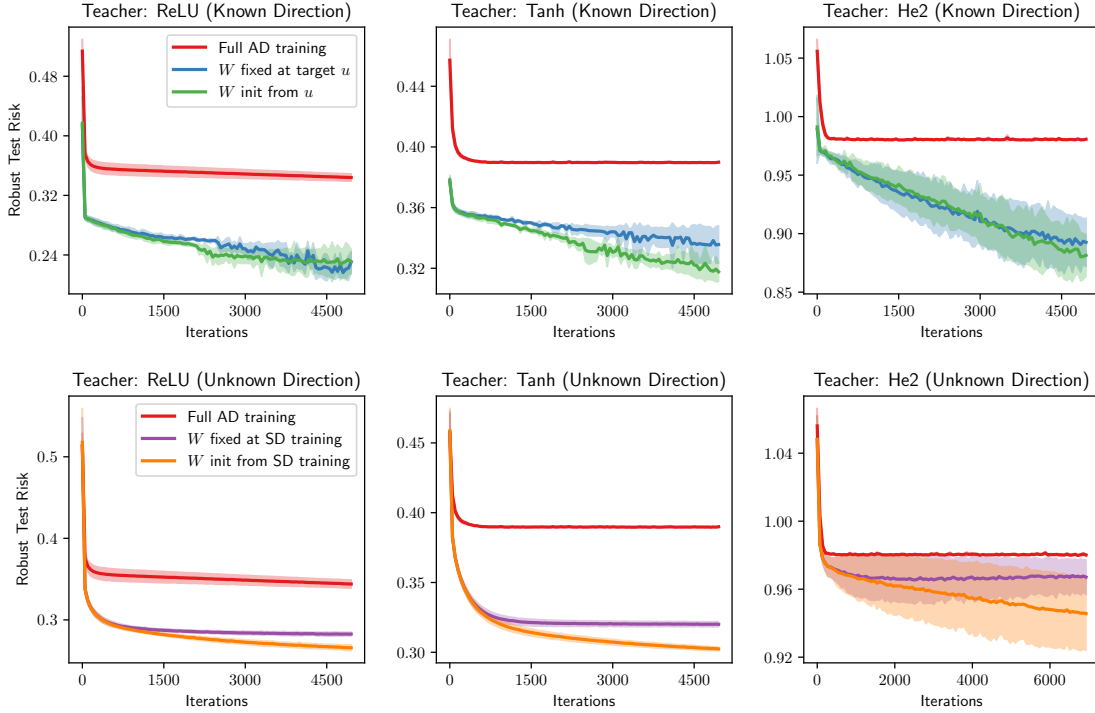 Teacher: ReLU (Known Direction)
Robust Test Risk
0.48
0.40
0.32
0.24
Full AD training
W fixed at target u
W init from u
0
1500
3000
4500
Iterations
Teacher: Tanh (Known Direction)
0.44
0.40
0.36
0.32
0
1500
3000
4500
Iterations
Teacher: He2 (Known Direction)
1.05
1.00
0.95
0.90
0.85
0
1500
3000
4500
Iterations
Teacher: ReLU (Unknown Direction)
Robust Test Risk
0.5
0.4
0.3
Full AD training
W fixed at SD training
W init from SD training
0
1500
3000
4500
Iterations
Teacher: Tanh (Unknown Direction)
0.45
0.40
0.35
0.30
0
1500
3000
4500
Iterations
Teacher: He2 (Unknown Direction)
1.04
1.00
0.96
0.92
0
2000
4000
6000
Iterations